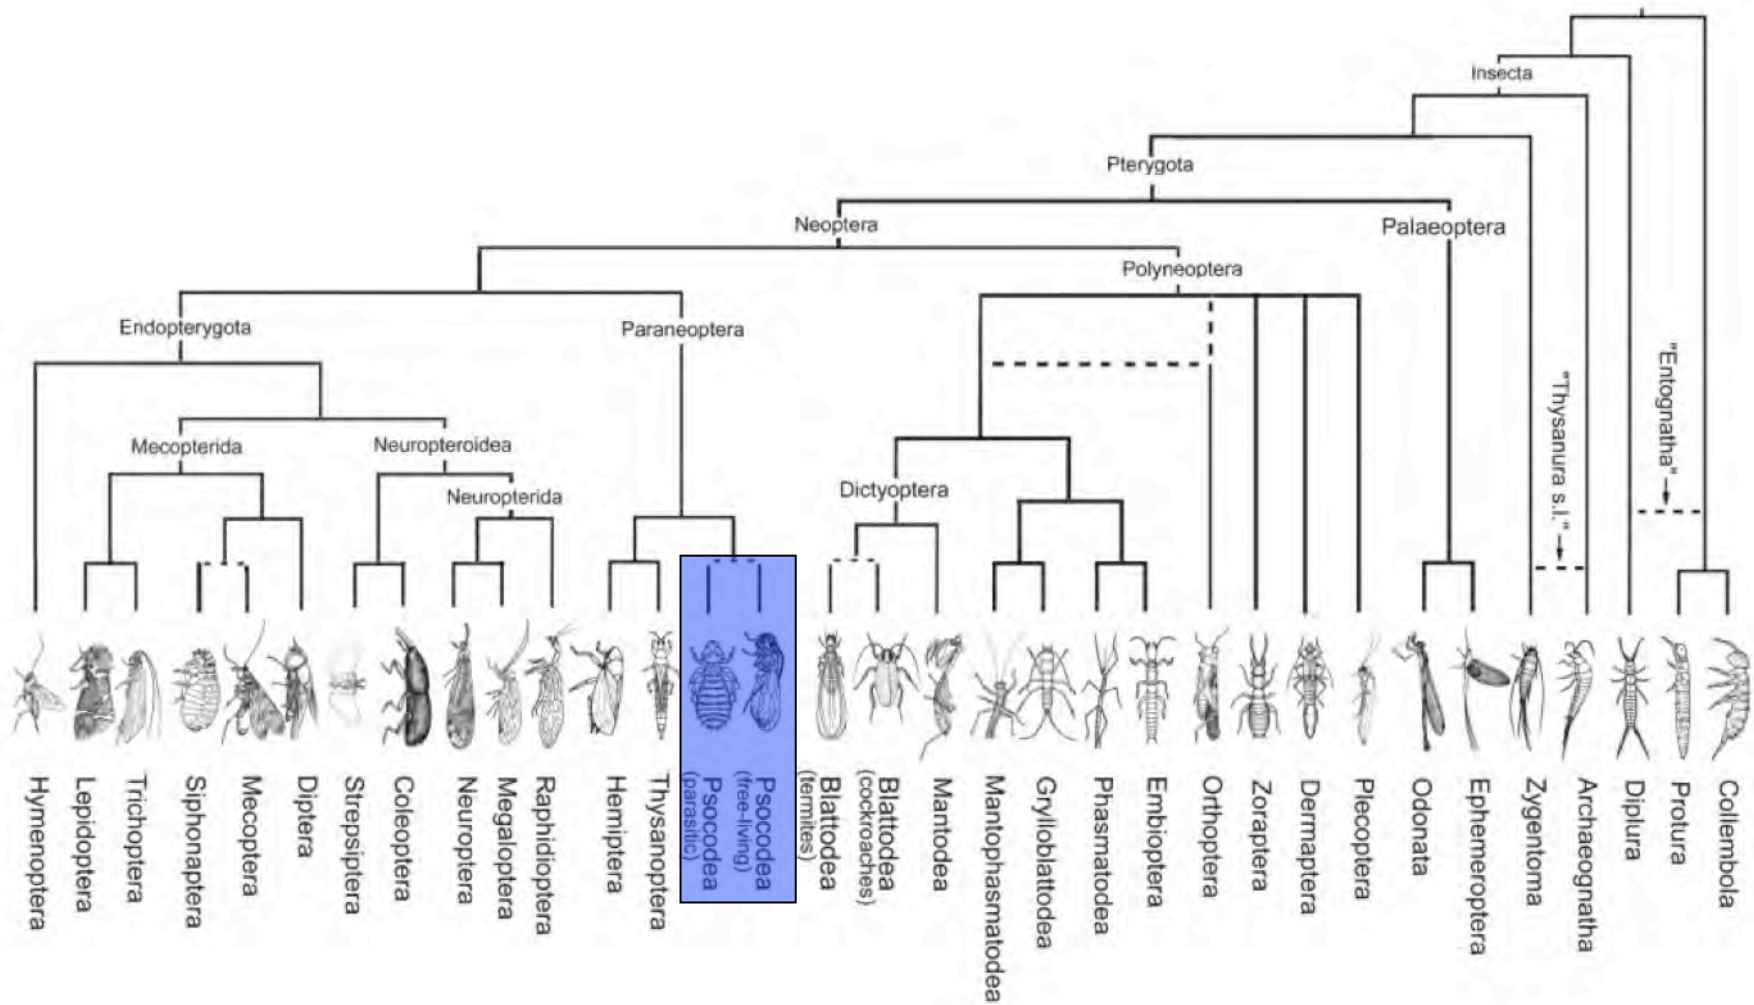 Insecta
Pterygota
Neoptera
Palaeoptera
Polyneoptera
Endopterygota
Paraneoptera
"Thysanura s.l."
"Entognatha"
Mecopterida
Neuropteroidea
Neuropterida
Dictyoptera
Hymenoptera
Lepidoptera
Trichoptera
Siphonaptera
Mecoptera
Diptera
Strepsiptera
Coleoptera
Neuroptera
Megaloptera
Raphidioptera
Hemiptera
Thysanoptera
Psocodea
(parasitic)
Psocodea
(free-living)
Blattodea
(termites)
Blattodea
(cockroaches)
Mantodea
Mantophasmatodea
Grylloblattodea
Phasmatodea
Embioptera
Orthoptera
Zoraptera
Dermaptera
Plecoptera
Odonata
Ephemeroptera
Zygentoma
Archaeognatha
Diplura
Protura
Collembola